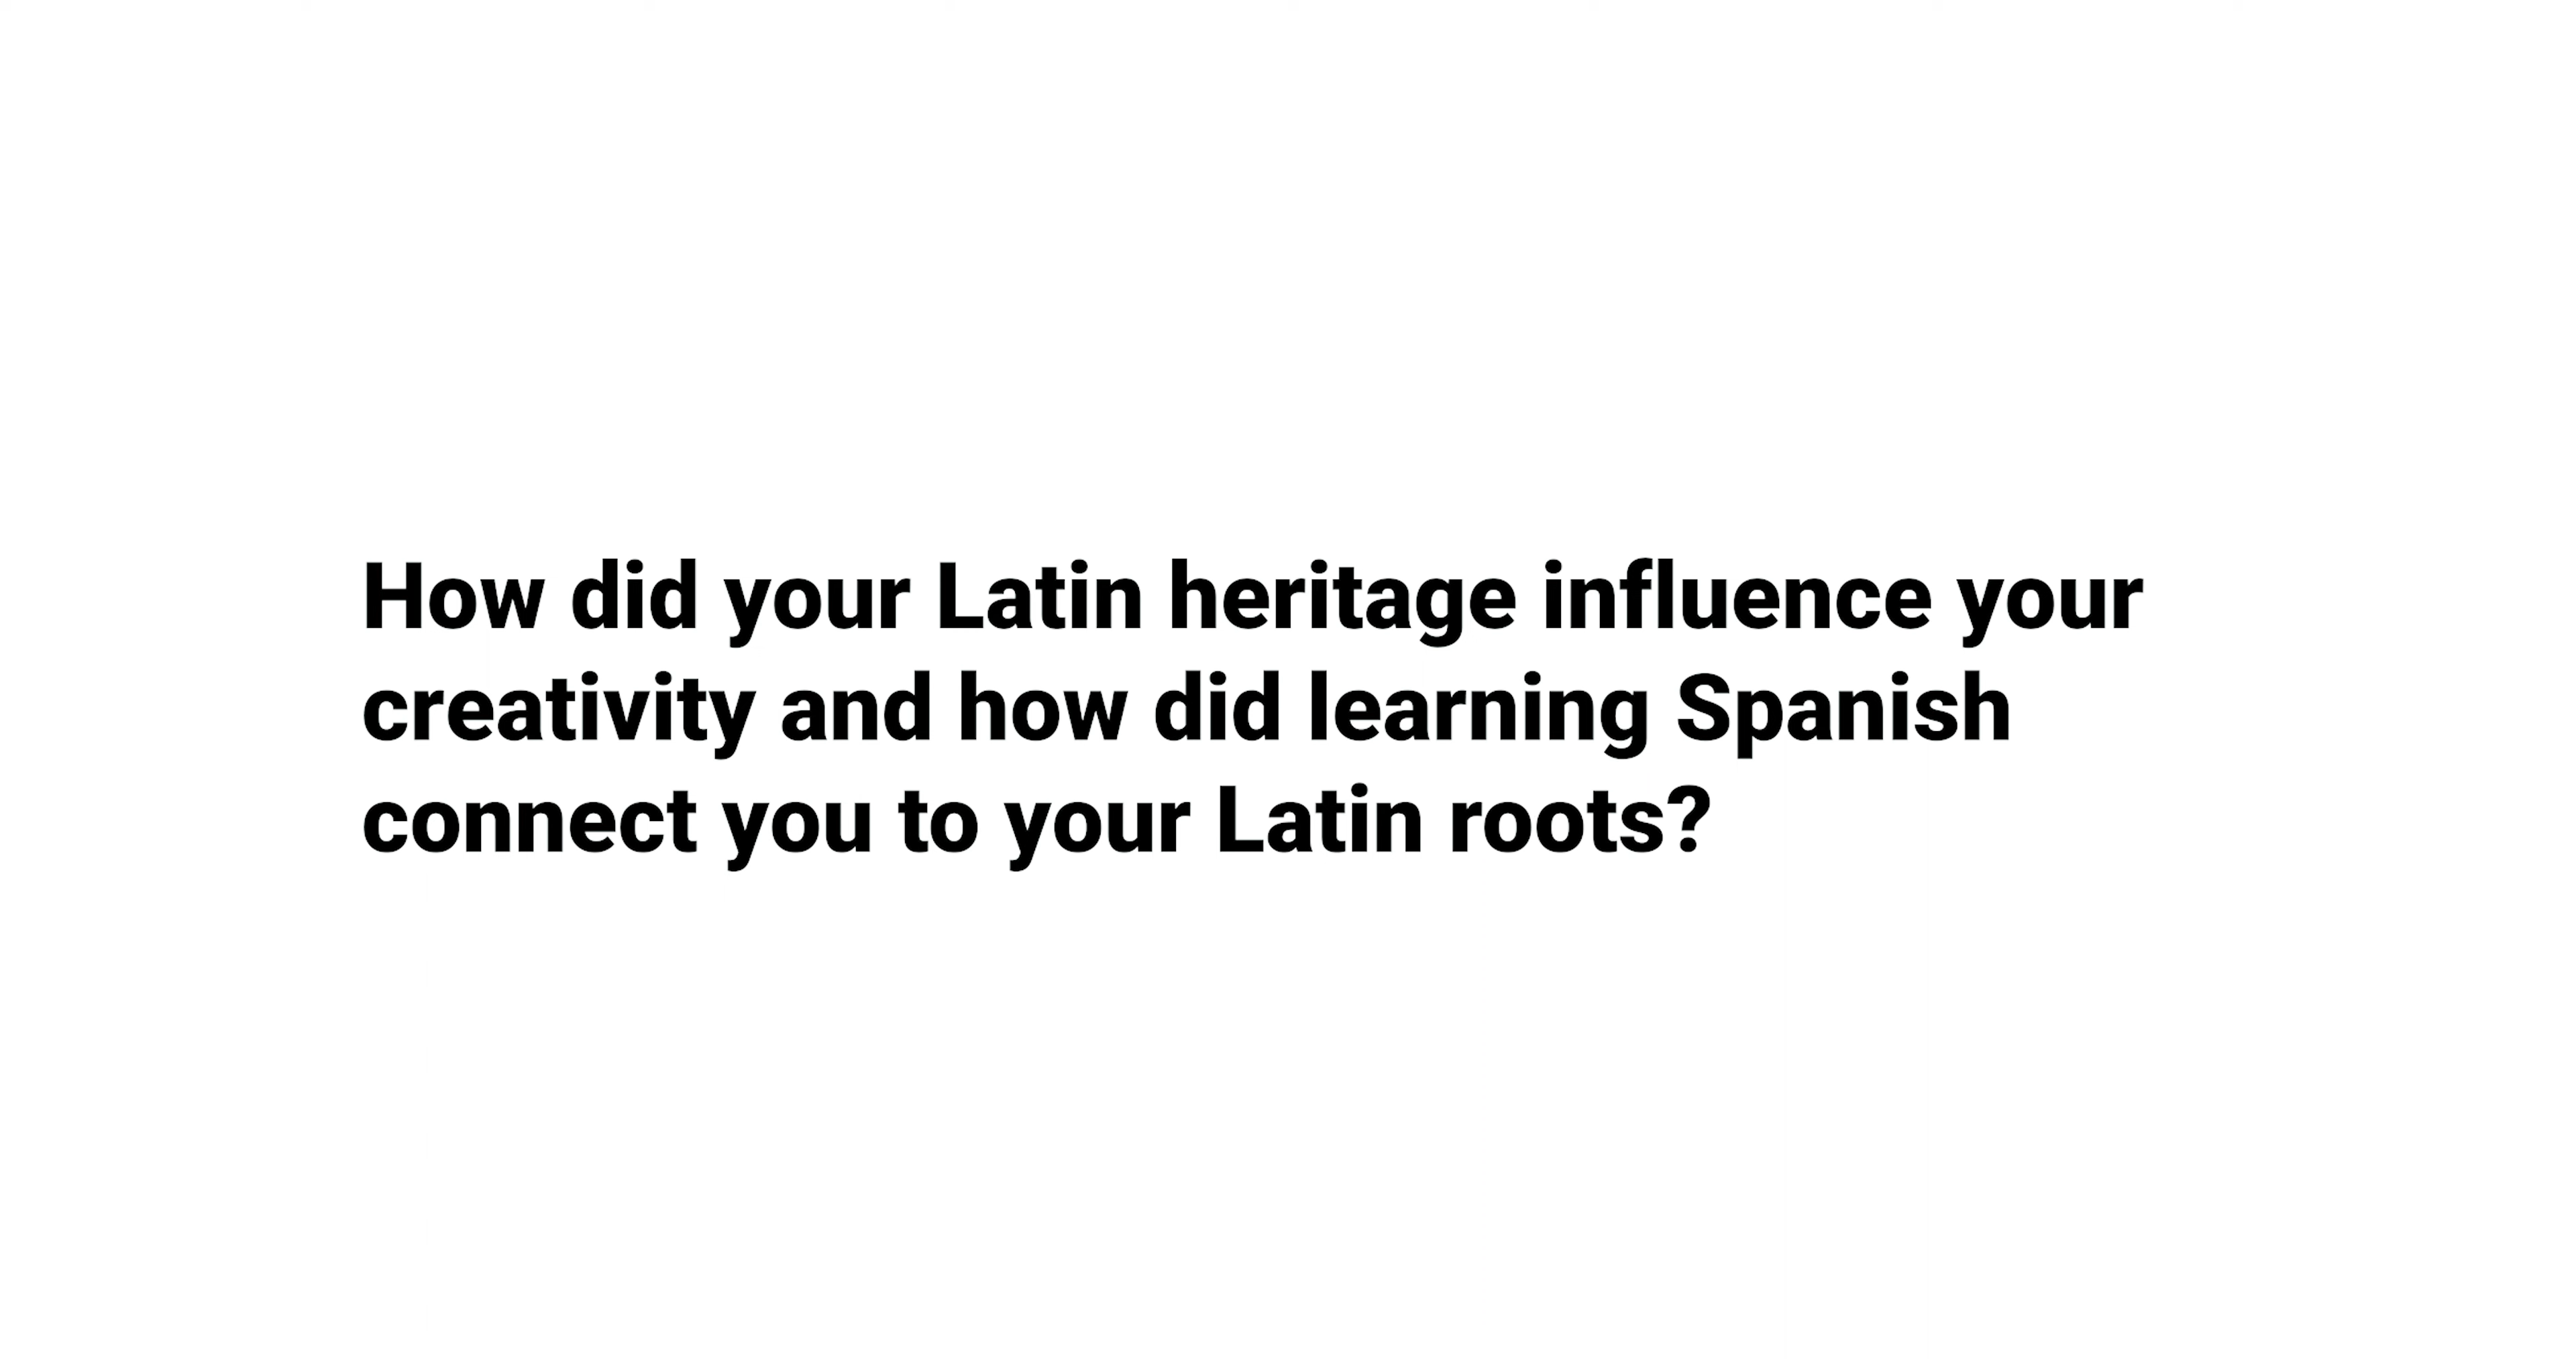 How did your Latin heritage influence your
creativity and how did learning Spanish
connect you to your Latin roots?